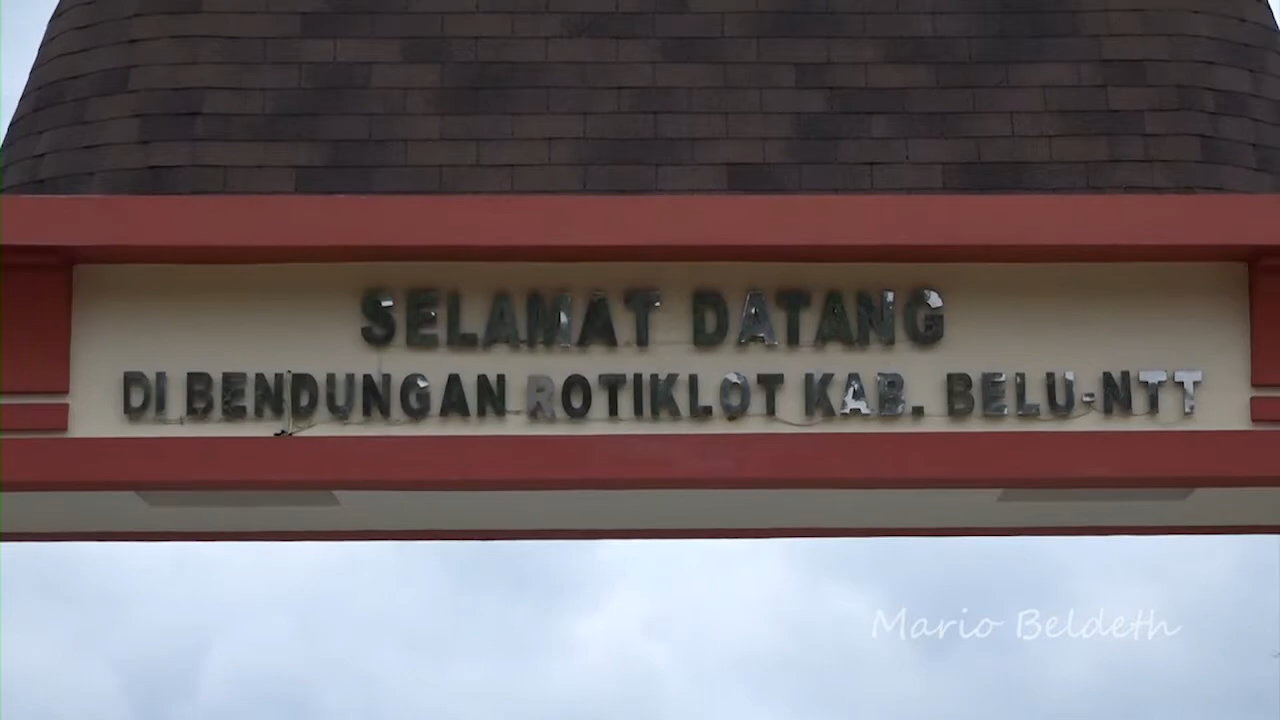 SELAMAT DATANG
DI BENDUNGAN ROTIKLOT KAB. BELU-NTT
Mario Beldeth